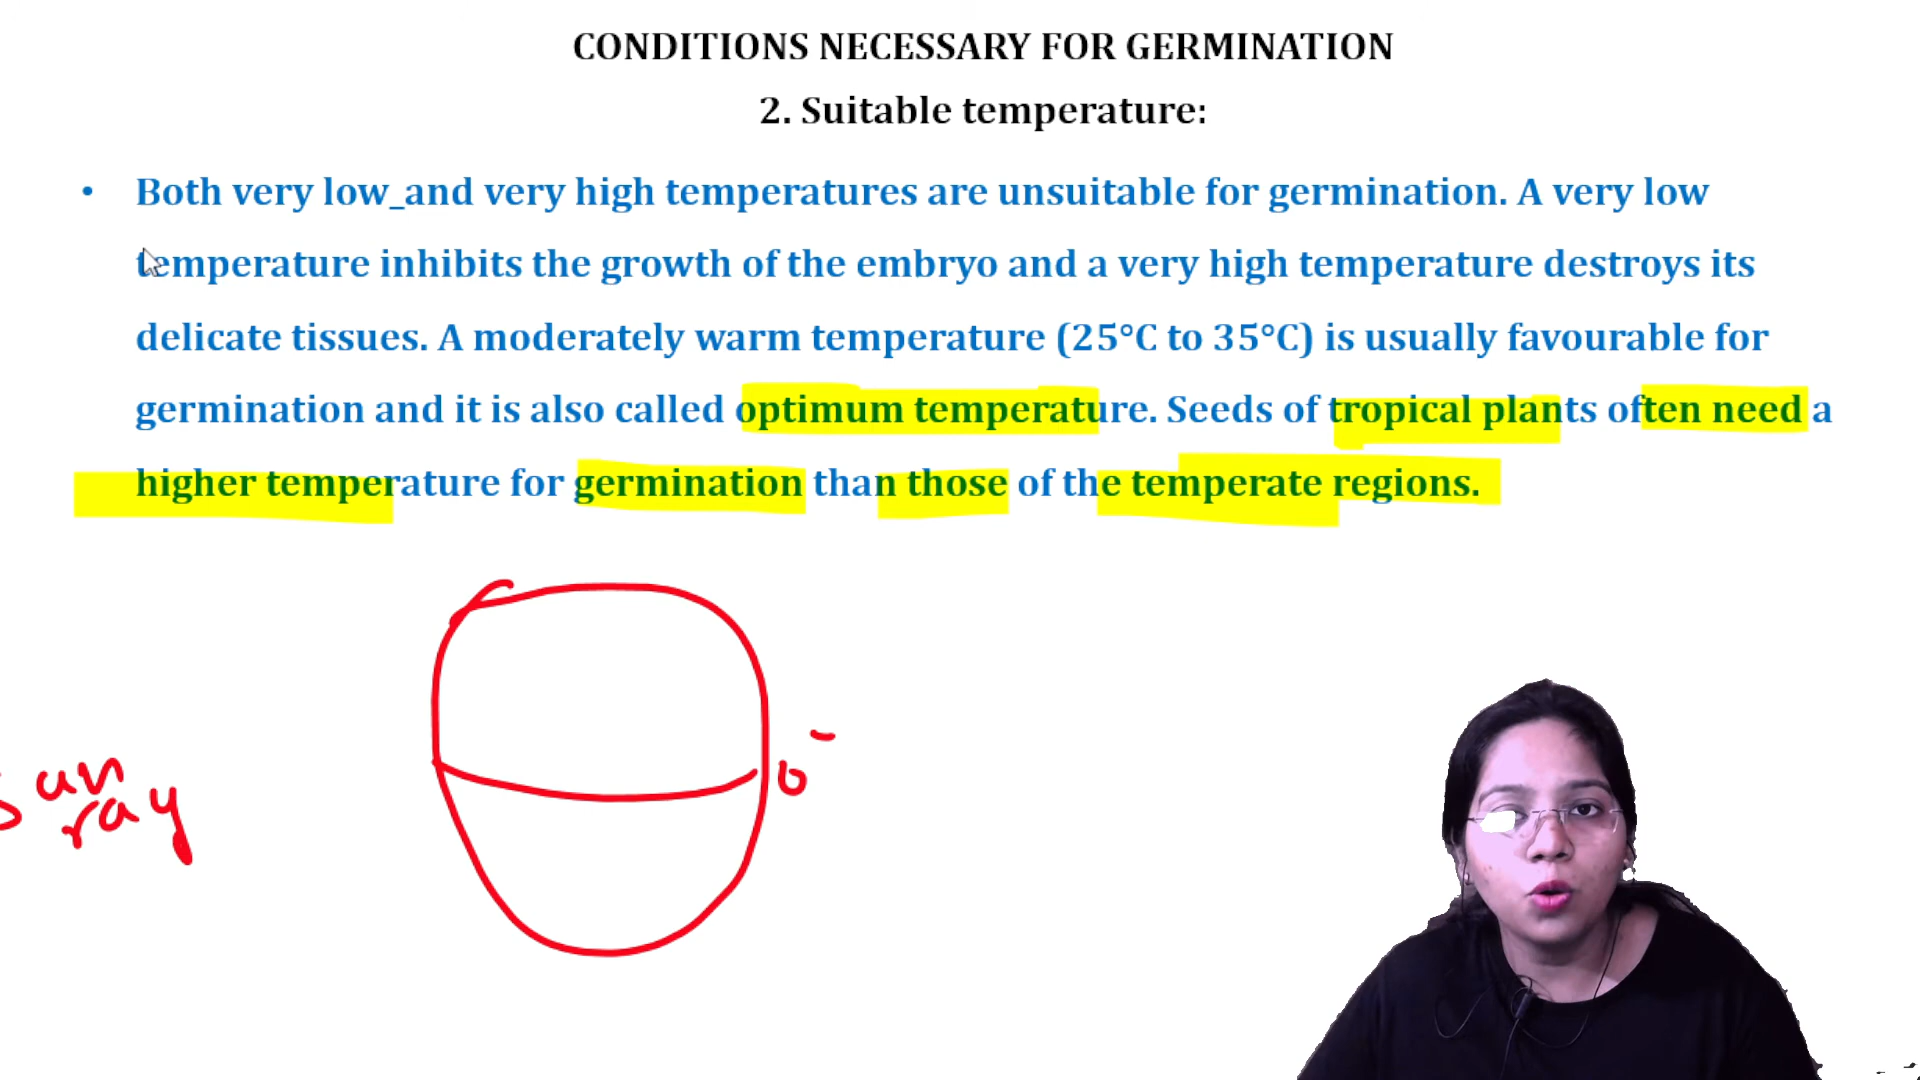 CONDITIONS NECESSARY FOR GERMINATION
2. Suitable temperature:
• Both very low_and very high temperatures are unsuitable for germination. A very low
temperature inhibits the growth of the embryo and a very high temperature destroys its
delicate tissues. A moderately warm temperature (25°C to 35°C) is usually favourable for
germination and it is also called optimum temperature. Seeds of tropical plants often need a
higher temperature for germination than those of the temperate regions.
sun
ray
0-